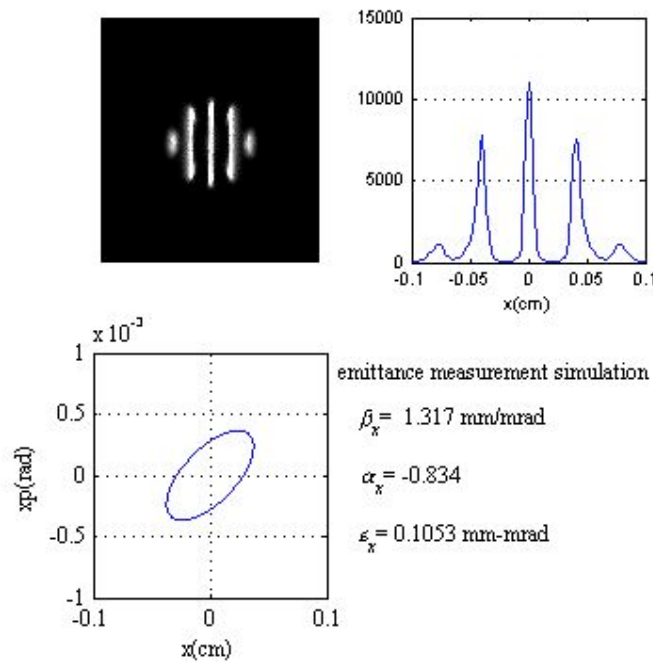 15000
10000
5000
0
-0.1 -0.05 0 0.05 0.1
x(cm)
x 10⁻³
1
0.5
0
-0.5
-1
xp(rad)
-0.1 0 0.1
x(cm)
emittance measurement simulation
βₓ= 1.317 mm/mrad
αₓ= -0.834
εₓ= 0.1053 mm-mrad